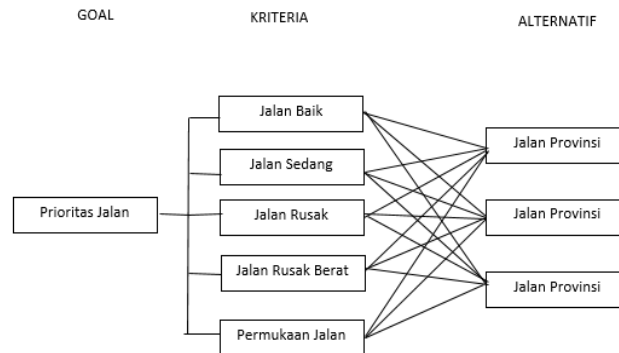 GOAL
KRITERIA
ALTERNATIF
Jalan Baik
Jalan Sedang
Jalan Rusak
Jalan Rusak Berat
Permukaan Jalan
Prioritas Jalan
Jalan Provinsi
Jalan Provinsi
Jalan Provinsi